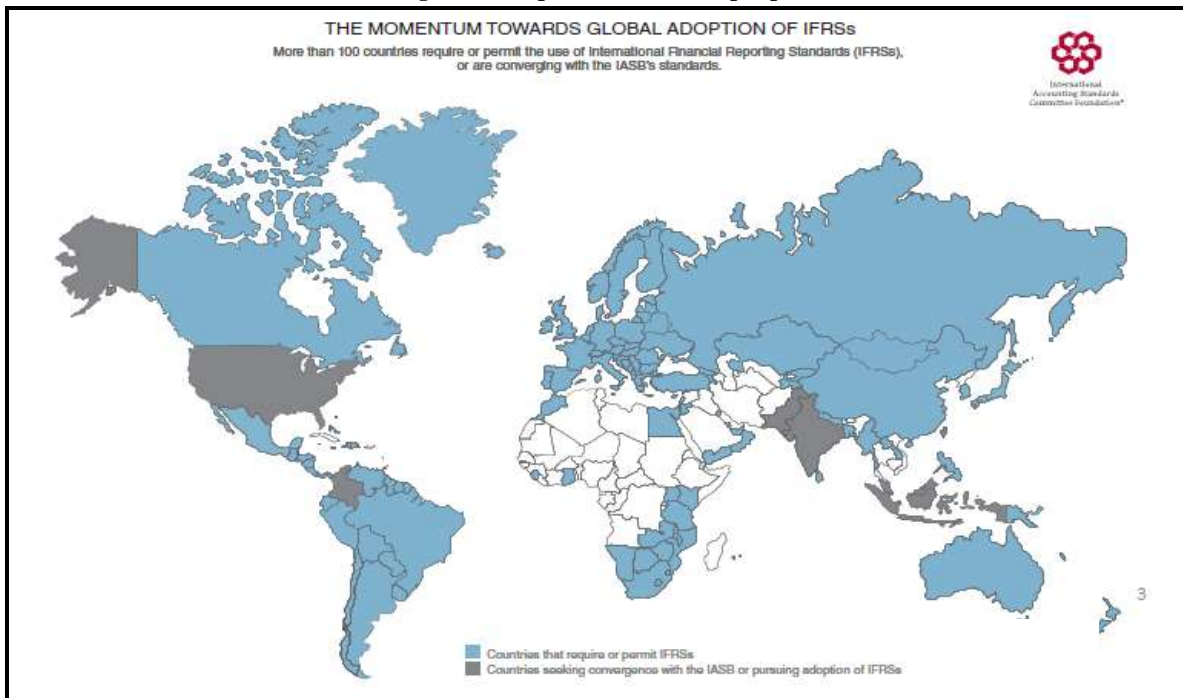 THE MOMENTUM TOWARDS GLOBAL ADOPTION OF IFRSs
More than 100 countries require or permit the use of International Financial Reporting Standards (IFRSs),
or are converging with the IASB's standards.
International
Accounting Standards
Committee Foundation®
3
Countries that require or permit IFRSs
Countries seeking convergence with the IASB or pursuing adoption of IFRSs